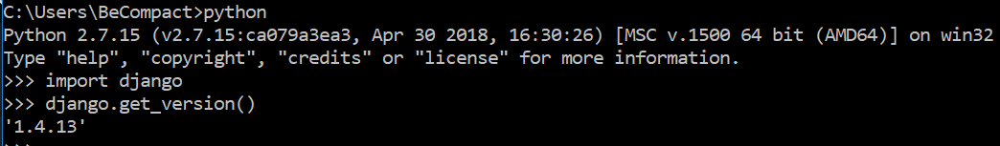 C:\Users\BeCompact>python
Python 2.7.15 (v2.7.15:ca079a3ea3, Apr 30 2018, 16:30:26) [MSC v.1500 64 bit (AMD64)] on win32
Type "help", "copyright", "credits" or "license" for more information.
>>> import django
>>> django.get_version()
'1.4.13'
>>>